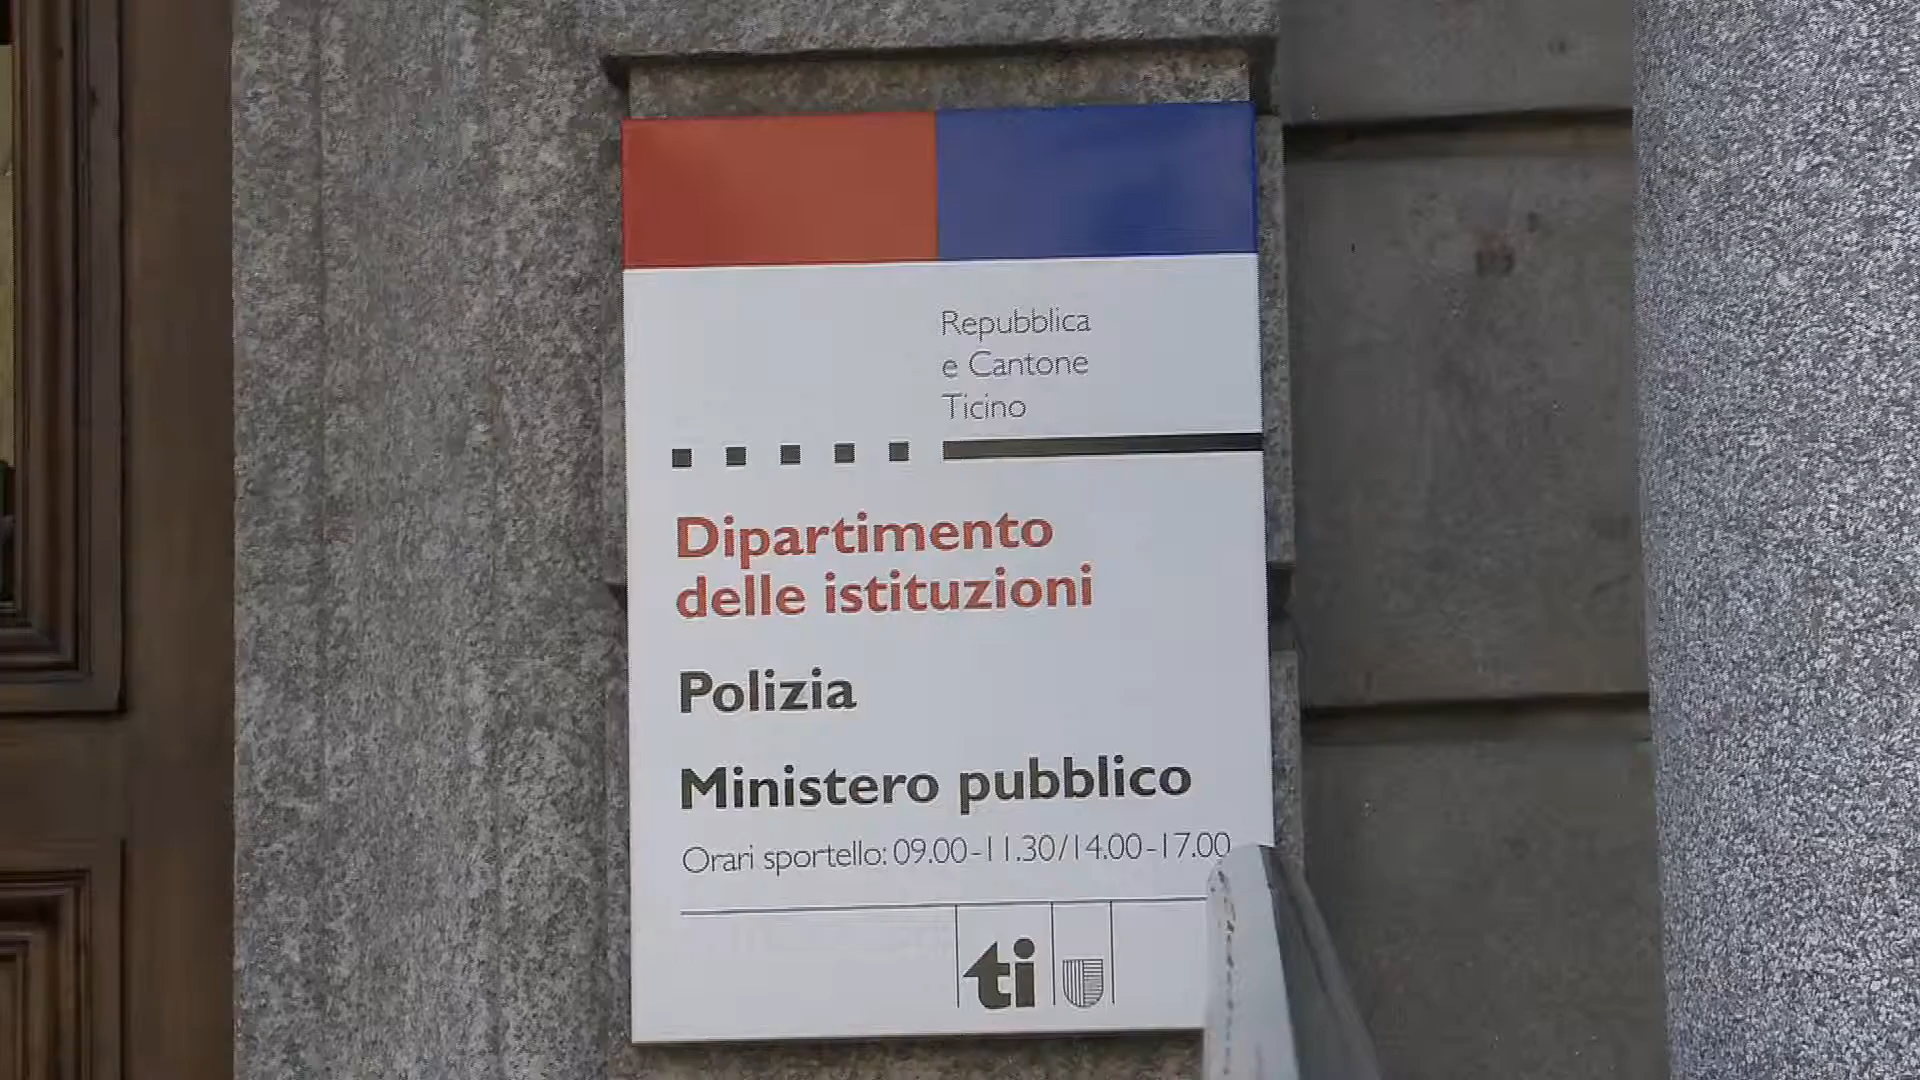 Repubblica
e Cantone
Ticino
Dipartimento
delle istituzioni
Polizia
Ministero pubblico
Orari sportello: 09.00-11.30/14.00-17.00
ti